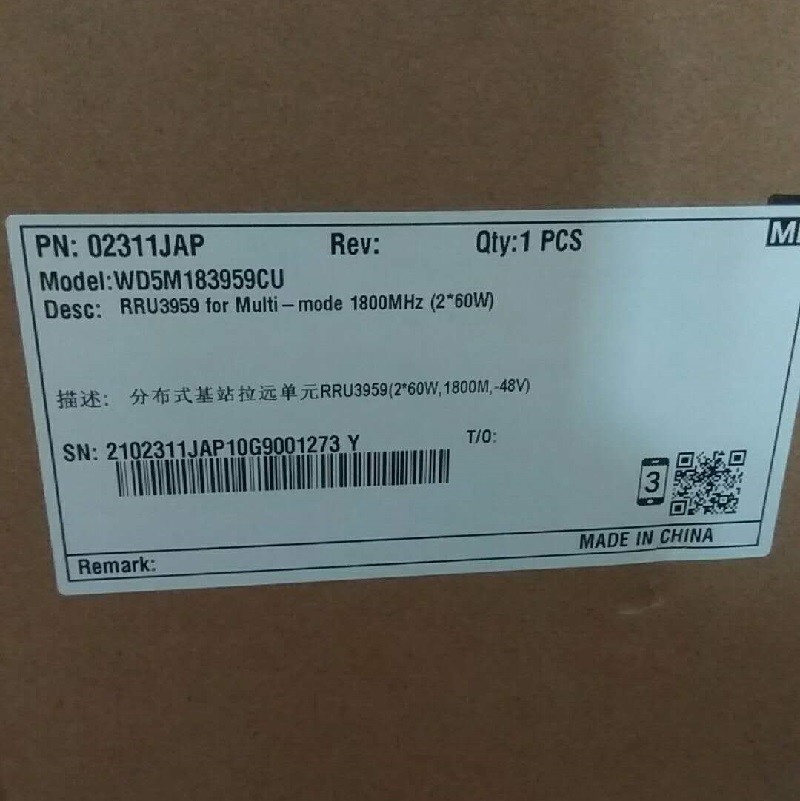 PN: 02311JAP Rev: Qty:1 PCS
Model:WD5M183959CU
Desc: RRU3959 for Multi-mode 1800MHz (2*60W)
描述: 分布式基站拉远单元RRU3959(2*60W,1800M,-48V)
SN: 2102311JAP10G9001273 Y T/O:
3
MADE IN CHINA
Remark: